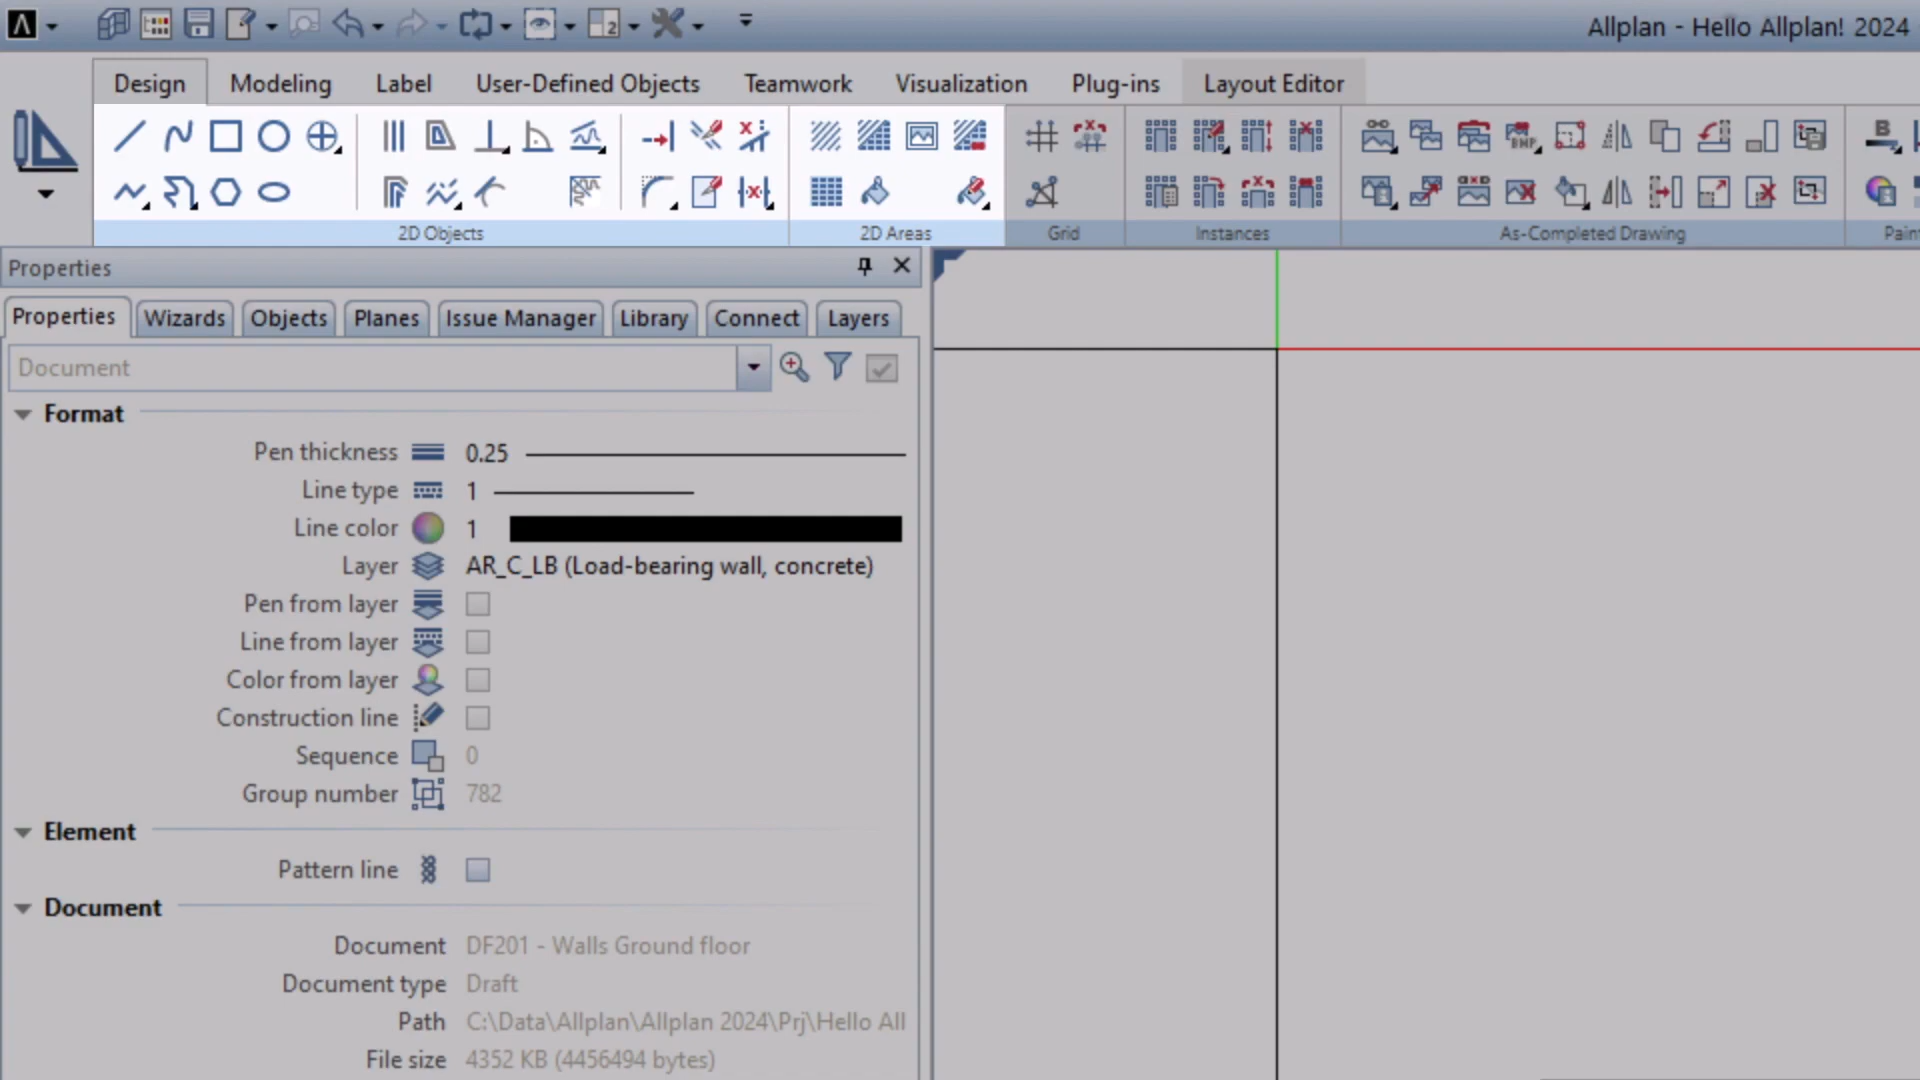 Allplan - Hello Allplan! 2024
Design
Modeling
Label
User-Defined Objects
Teamwork
Visualization
Plug-ins
Layout Editor
2D Objects
2D Areas
Grid
Instances
As-Completed Drawing
Properties
Properties
Wizards
Objects
Planes
Issue Manager
Library
Connect
Layers
Document
Format
Pen thickness 0.25
Line type 1
Line color 1
Layer AR_C_LB (Load-bearing wall, concrete)
Pen from layer
Line from layer
Color from layer
Construction line
Sequence 0
Group number 782
Element
Pattern line
Document
Document DF201 - Walls Ground floor
Document type Draft
Path C:\Data\Allplan\Allplan 2024\Prj\Hello All
File size 4352 KB (4456494 bytes)